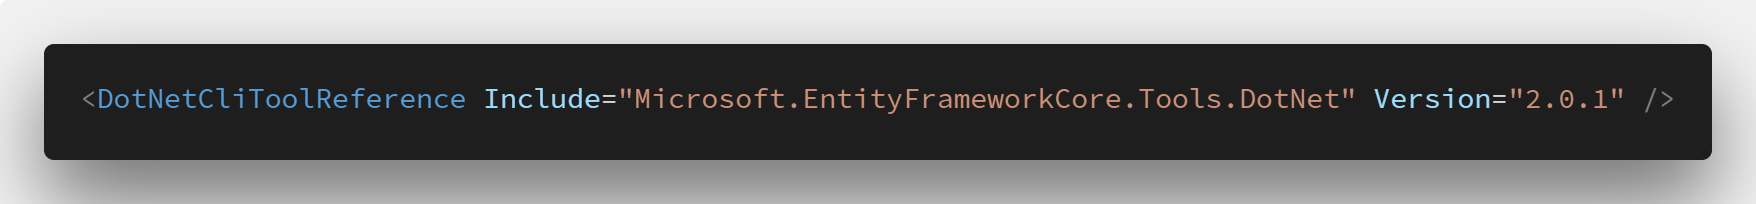 <DotNetCliToolReference Include="Microsoft.EntityFrameworkCore.Tools.DotNet" Version="2.0.1" />